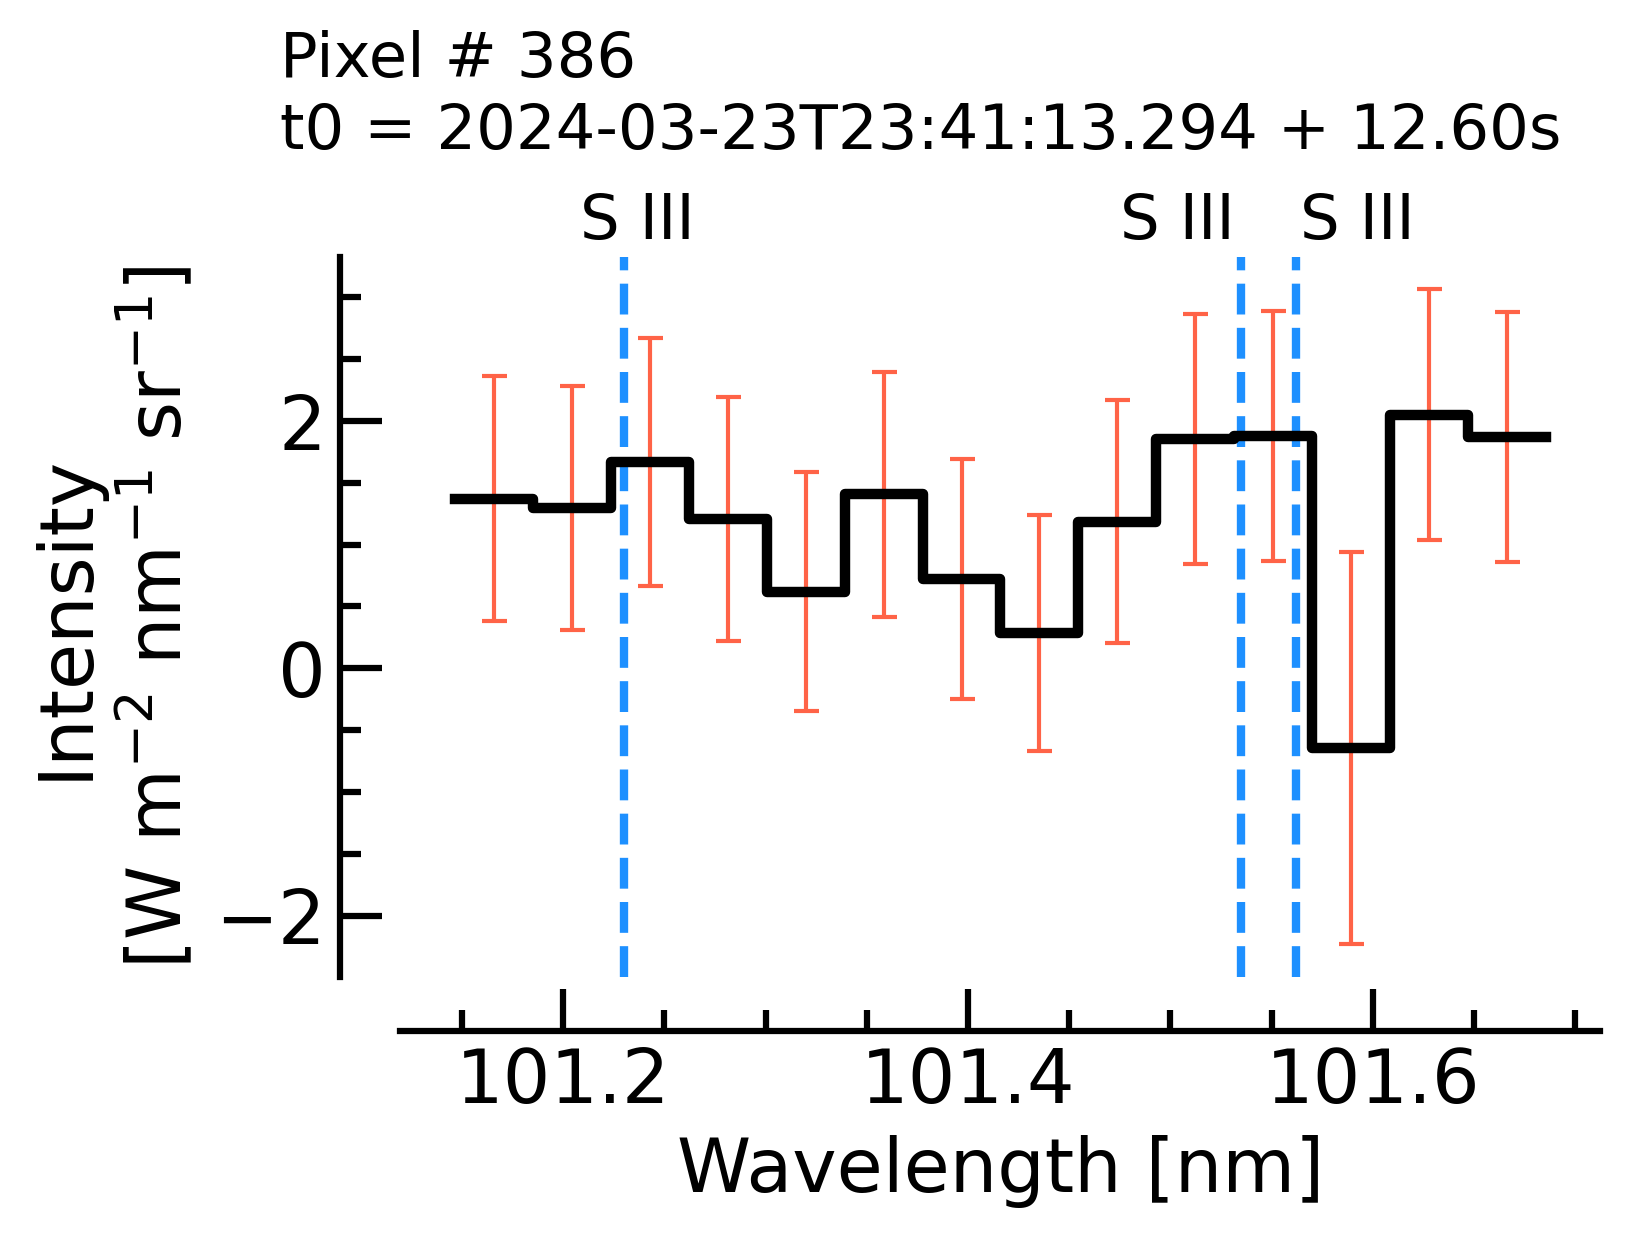 Pixel # 386
t0 = 2024-03-23T23:41:13.294 + 12.60s
S III S III S III
Intensity
[W m⁻² nm⁻¹ sr⁻¹]
2
0
−2
101.2 101.4 101.6
Wavelength [nm]